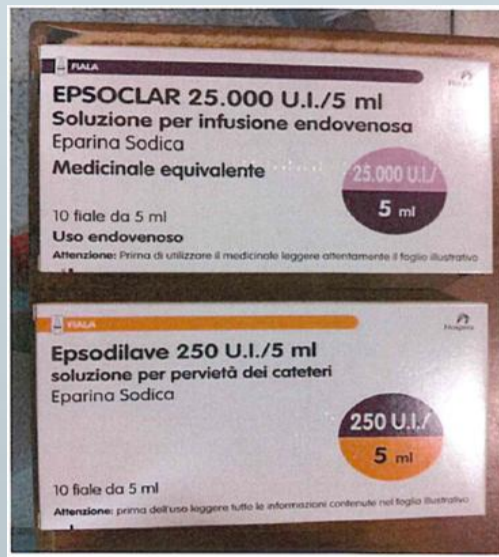 FIALA
EPSOCLAR 25.000 U.I./5 ml
Soluzione per infusione endovenosa
Eparina Sodica
Medicinale equivalente
25.000 U.I./
5 ml
10 fiale da 5 ml
Uso endovenoso
Attenzione: Prima di utilizzare il medicinale leggere attentamente il foglio illustrativo
FIALA
Hospira
Epsodilave 250 U.I./5 ml
soluzione per pervietà dei cateteri
Eparina Sodica
250 U.I./
5 ml
10 fiale da 5 ml
Attenzione: prima dell'uso leggere tutte le informazioni contenute nel foglio illustrativo